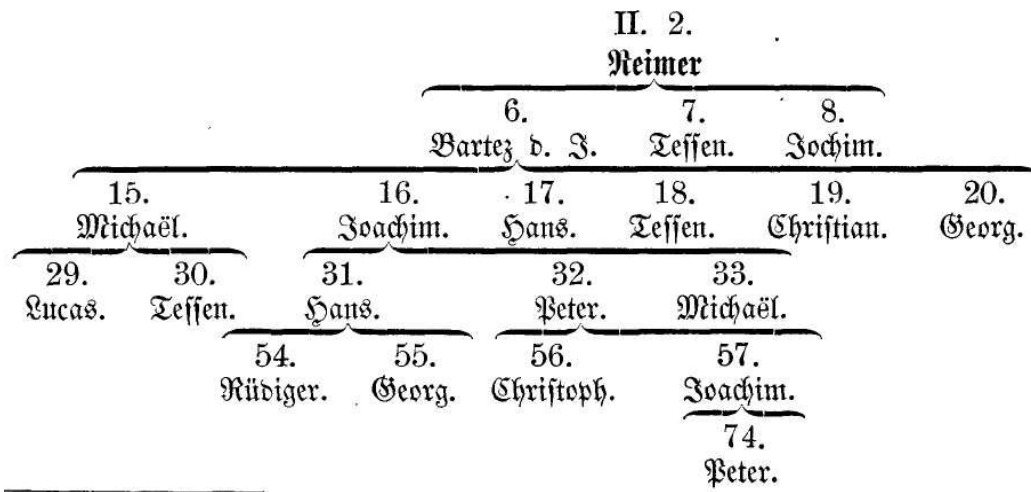 II. 2.
Reimer
6. 7. 8.
Bartez d. J. Tessen. Jochim.
15. 16. 17. 18. 19. 20.
Michaël. Joachim. Hans. Tessen. Christian. Georg.
29. 30. 31. 32. 33.
Lucas. Tessen. Hans. Peter. Michaël.
54. 55. 56. 57.
Rüdiger. Georg. Christoph. Joachim.
74.
Peter.